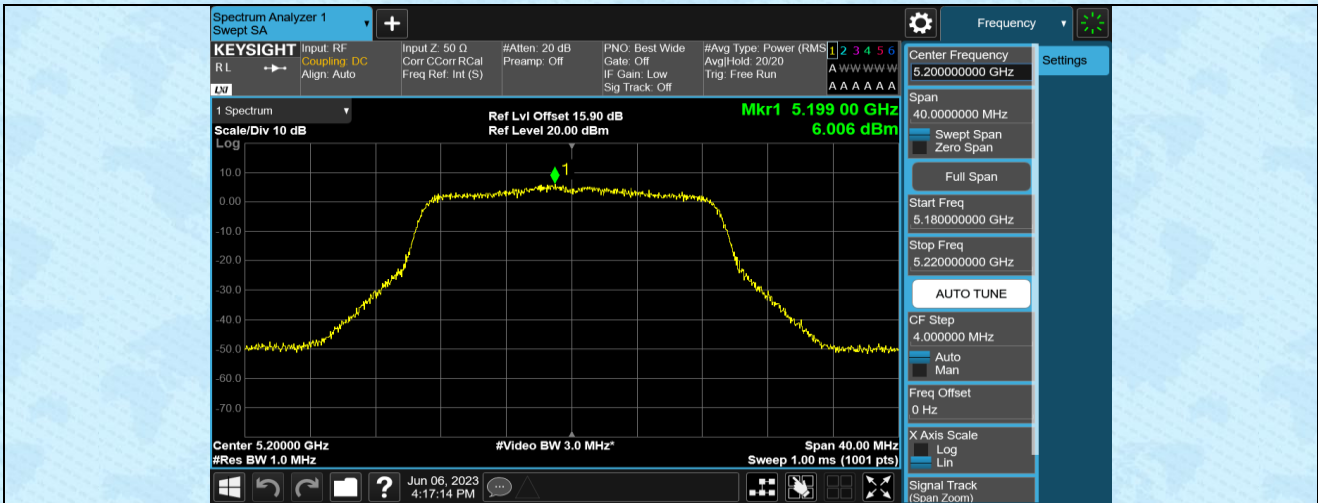 Spectrum Analyzer 1
Swept SA
Frequency
KEYSIGHT
RL
LXI
Input: RF
Coupling: DC
Align: Auto
Input Z: 50 Ω
Corr CCorr RCal
Freq Ref: Int (S)
#Atten: 20 dB
Preamp: Off
PNO: Best Wide
Gate: Off
IF Gain: Low
Sig Track: Off
#Avg Type: Power (RMS
Avg|Hold: 20/20
Trig: Free Run
1 2 3 4 5 6
A W W W W W
A A A A A A
1 Spectrum
Scale/Div 10 dB
Log
Ref Lvl Offset 15.90 dB
Ref Level 20.00 dBm
Mkr1 5.199 00 GHz
6.006 dBm
1
10.0
0.00
-10.0
-20.0
-30.0
-40.0
-50.0
-60.0
-70.0
Center 5.20000 GHz
#Res BW 1.0 MHz
#Video BW 3.0 MHz*
Span 40.00 MHz
Sweep 1.00 ms (1001 pts)
Jun 06, 2023
4:17:14 PM
Center Frequency
5.200000000 GHz
Settings
Span
40.0000000 MHz
Swept Span
Zero Span
Full Span
Start Freq
5.180000000 GHz
Stop Freq
5.220000000 GHz
AUTO TUNE
CF Step
4.000000 MHz
Auto
Man
Freq Offset
0 Hz
X Axis Scale
Log
Lin
Signal Track
(Span Zoom)